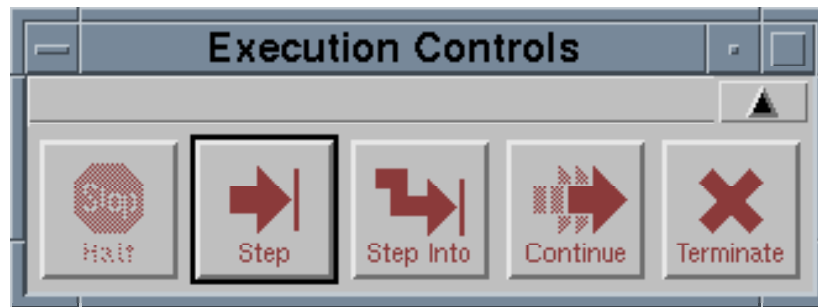 Execution Controls
Stop
Halt
Step
Step Into
Continue
Terminate